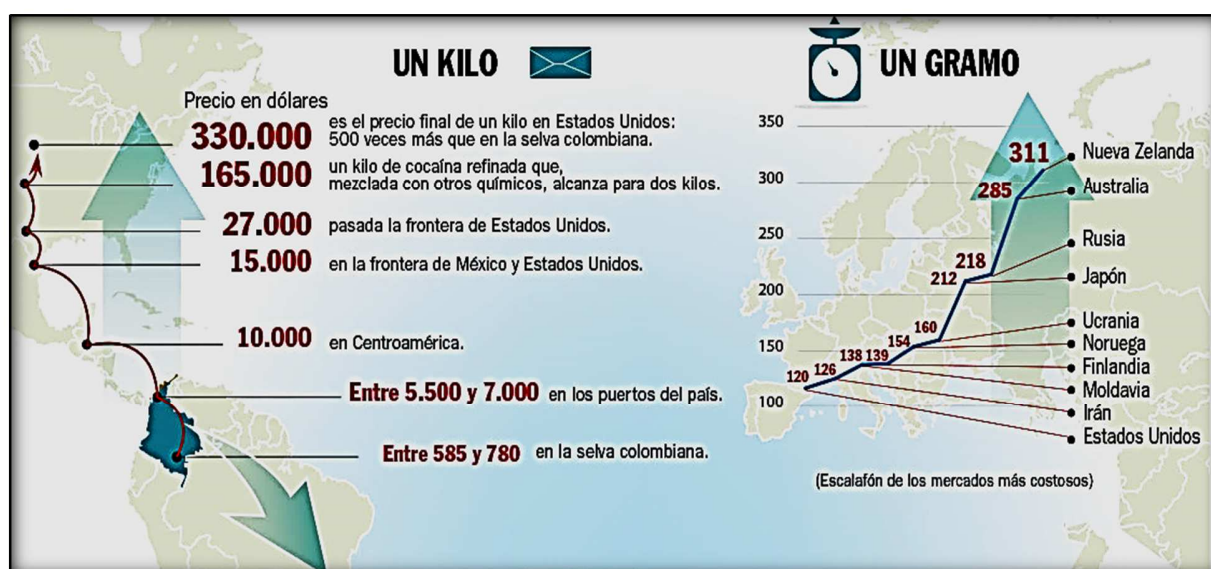 UN KILO
Precio en dólares
330.000 es el precio final de un kilo en Estados Unidos:
500 veces más que en la selva colombiana.
165.000 un kilo de cocaína refinada que,
mezclada con otros químicos, alcanza para dos kilos.
27.000 pasada la frontera de Estados Unidos.
15.000 en la frontera de México y Estados Unidos.
10.000 en Centroamérica.
Entre 5.500 y 7.000 en los puertos del país.
Entre 585 y 780 en la selva colombiana.
UN GRAMO
350
300
250
200
150
100
120
126
138
139
154
160
212
218
285
311
Nueva Zelanda
Australia
Rusia
Japón
Ucrania
Noruega
Finlandia
Moldavia
Irán
Estados Unidos
(Escalafón de los mercados más costosos)